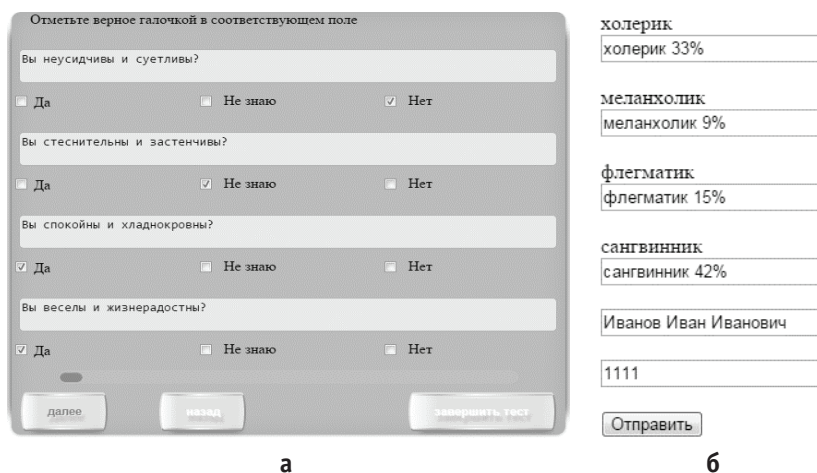 Отметьте верное галочкой в соответствующем поле
Вы неусидчивы и суетливы?
Да Не знаю Нет
Вы стеснительны и застенчивы?
Да Не знаю Нет
Вы спокойны и хладнокровны?
Да Не знаю Нет
Вы веселы и жизнерадостны?
Да Не знаю Нет
далее назад завершить тест
а
холерик
холерик 33%
меланхолик
меланхолик 9%
флегматик
флегматик 15%
сангвинник
сангвинник 42%
Иванов Иван Иванович
1111
Отправить
б